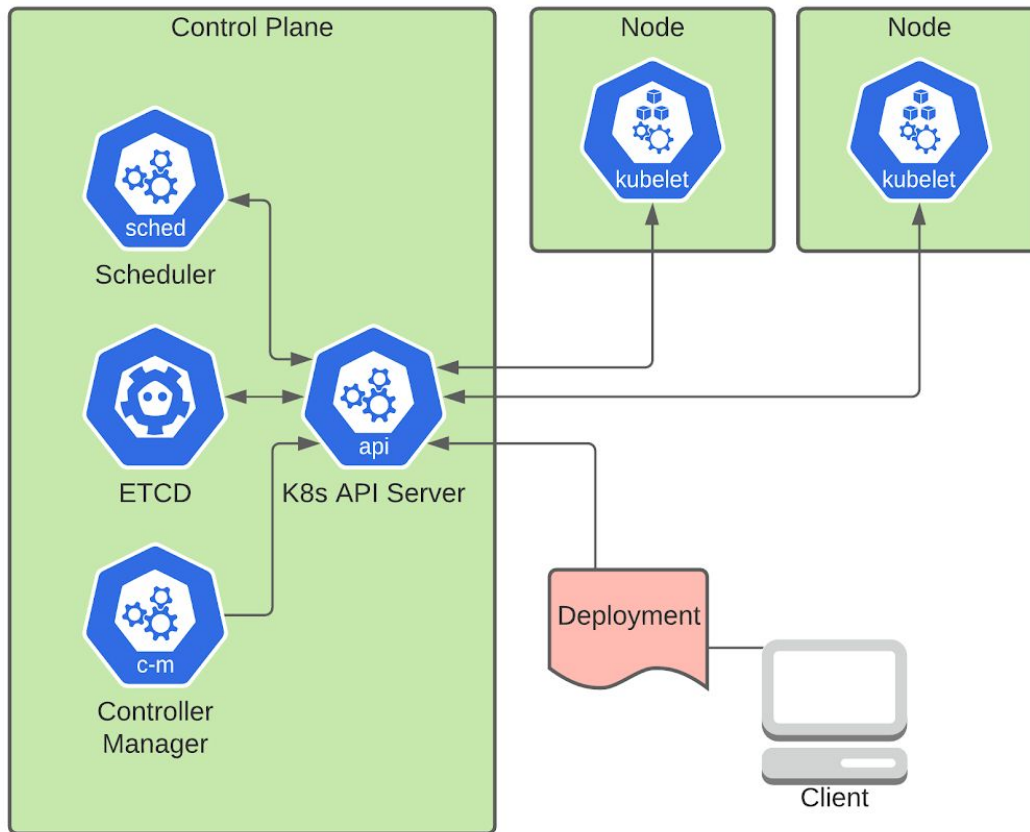 Control Plane
Node
Node
sched
Scheduler
kubelet
kubelet
api
ETCD
K8s API Server
c-m
Controller
Manager
Deployment
Client